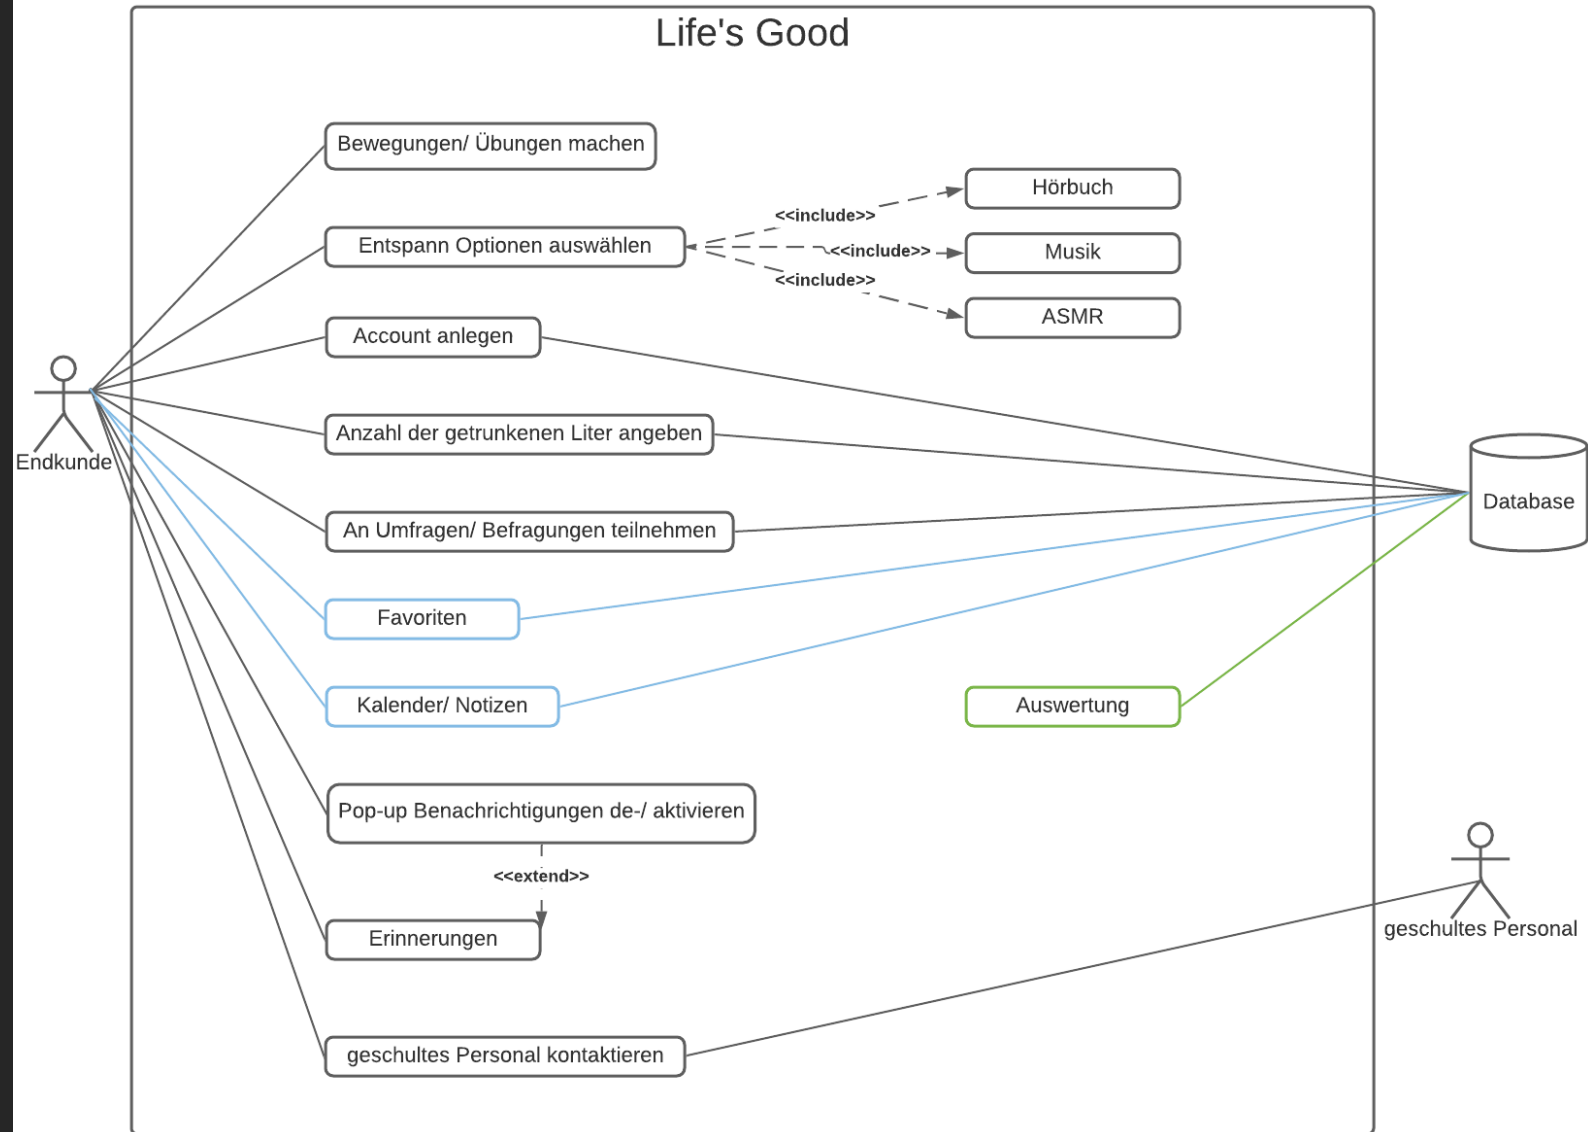 Life's Good
Bewegungen/ Übungen machen
Hörbuch
<<include>>
Entspann Optionen auswählen
<<include>>
Musik
<<include>>
ASMR
Account anlegen
Anzahl der getrunkenen Liter angeben
Endkunde
Database
An Umfragen/ Befragungen teilnehmen
Favoriten
Kalender/ Notizen
Auswertung
Pop-up Benachrichtigungen de-/ aktivieren
<<extend>>
Erinnerungen
geschultes Personal
geschultes Personal kontaktieren